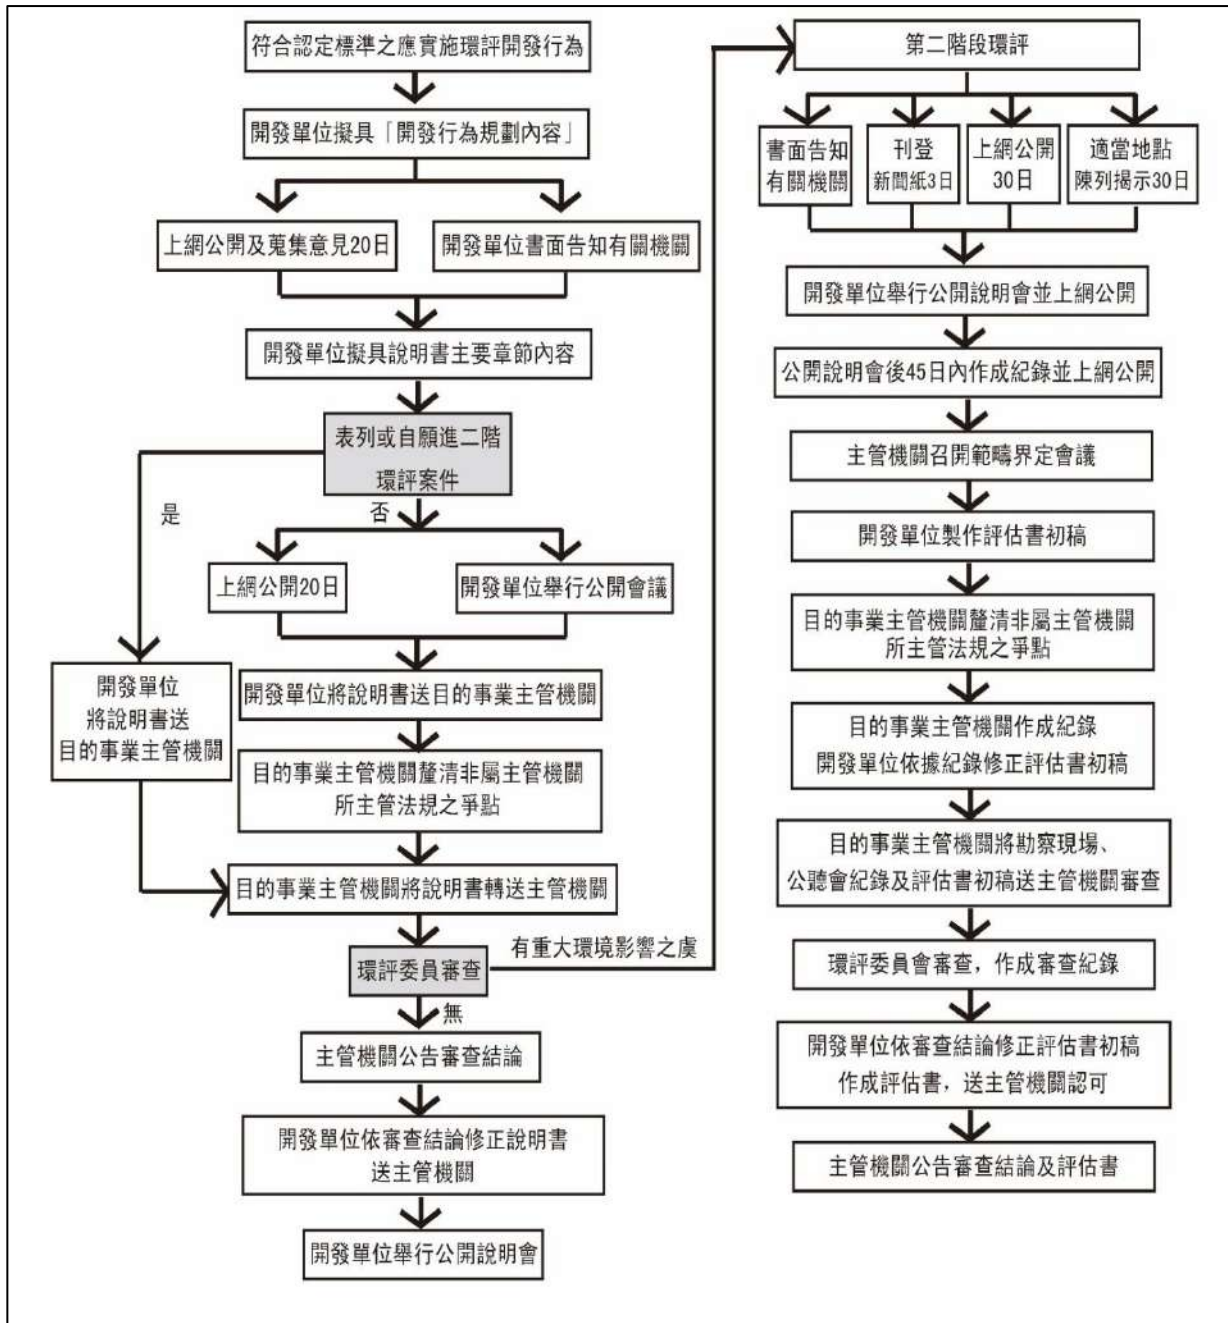 符合認定標準之應實施環評開發行為
開發單位擬具「開發行為規劃內容」
上網公開及蒐集意見20日
開發單位書面告知有關機關
開發單位擬具說明書主要章節內容
表列或自願進二階
環評案件
是
否
上網公開20日
開發單位舉行公開會議
開發單位
將說明書送
目的事業主管機關
開發單位將說明書送目的事業主管機關
目的事業主管機關釐清非屬主管機關
所主管法規之爭點
目的事業主管機關將說明書轉送主管機關
環評委員審查
有重大環境影響之虞
無
主管機關公告審查結論
開發單位依審查結論修正說明書
送主管機關
開發單位舉行公開說明會
第二階段環評
書面告知
有關機關
刊登
新聞紙3日
上網公開
30日
適當地點
陳列揭示30日
開發單位舉行公開說明會並上網公開
公開說明會後45日內作成紀錄並上網公開
主管機關召開範疇界定會議
開發單位製作評估書初稿
目的事業主管機關釐清非屬主管機關
所主管法規之爭點
目的事業主管機關作成紀錄
開發單位依據紀錄修正評估書初稿
目的事業主管機關將勘察現場、
公聽會紀錄及評估書初稿送主管機關審查
環評委員會審查，作成審查紀錄
開發單位依審查結論修正評估書初稿
作成評估書，送主管機關認可
主管機關公告審查結論及評估書